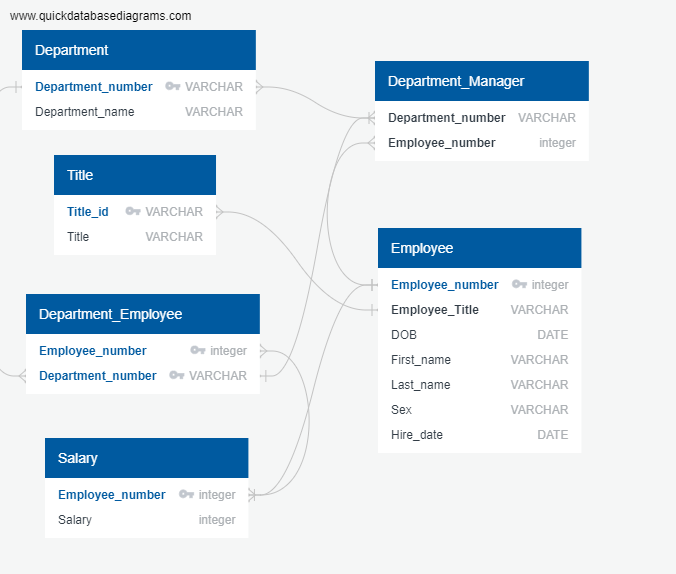 www.quickdatabasediagrams.com
Department
Department_number VARCHAR
Department_name VARCHAR
Department_Manager
Department_number VARCHAR
Employee_number integer
Title
Title_id VARCHAR
Title VARCHAR
Employee
Employee_number integer
Employee_Title VARCHAR
DOB DATE
First_name VARCHAR
Last_name VARCHAR
Sex VARCHAR
Hire_date DATE
Department_Employee
Employee_number integer
Department_number VARCHAR
Salary
Employee_number integer
Salary integer